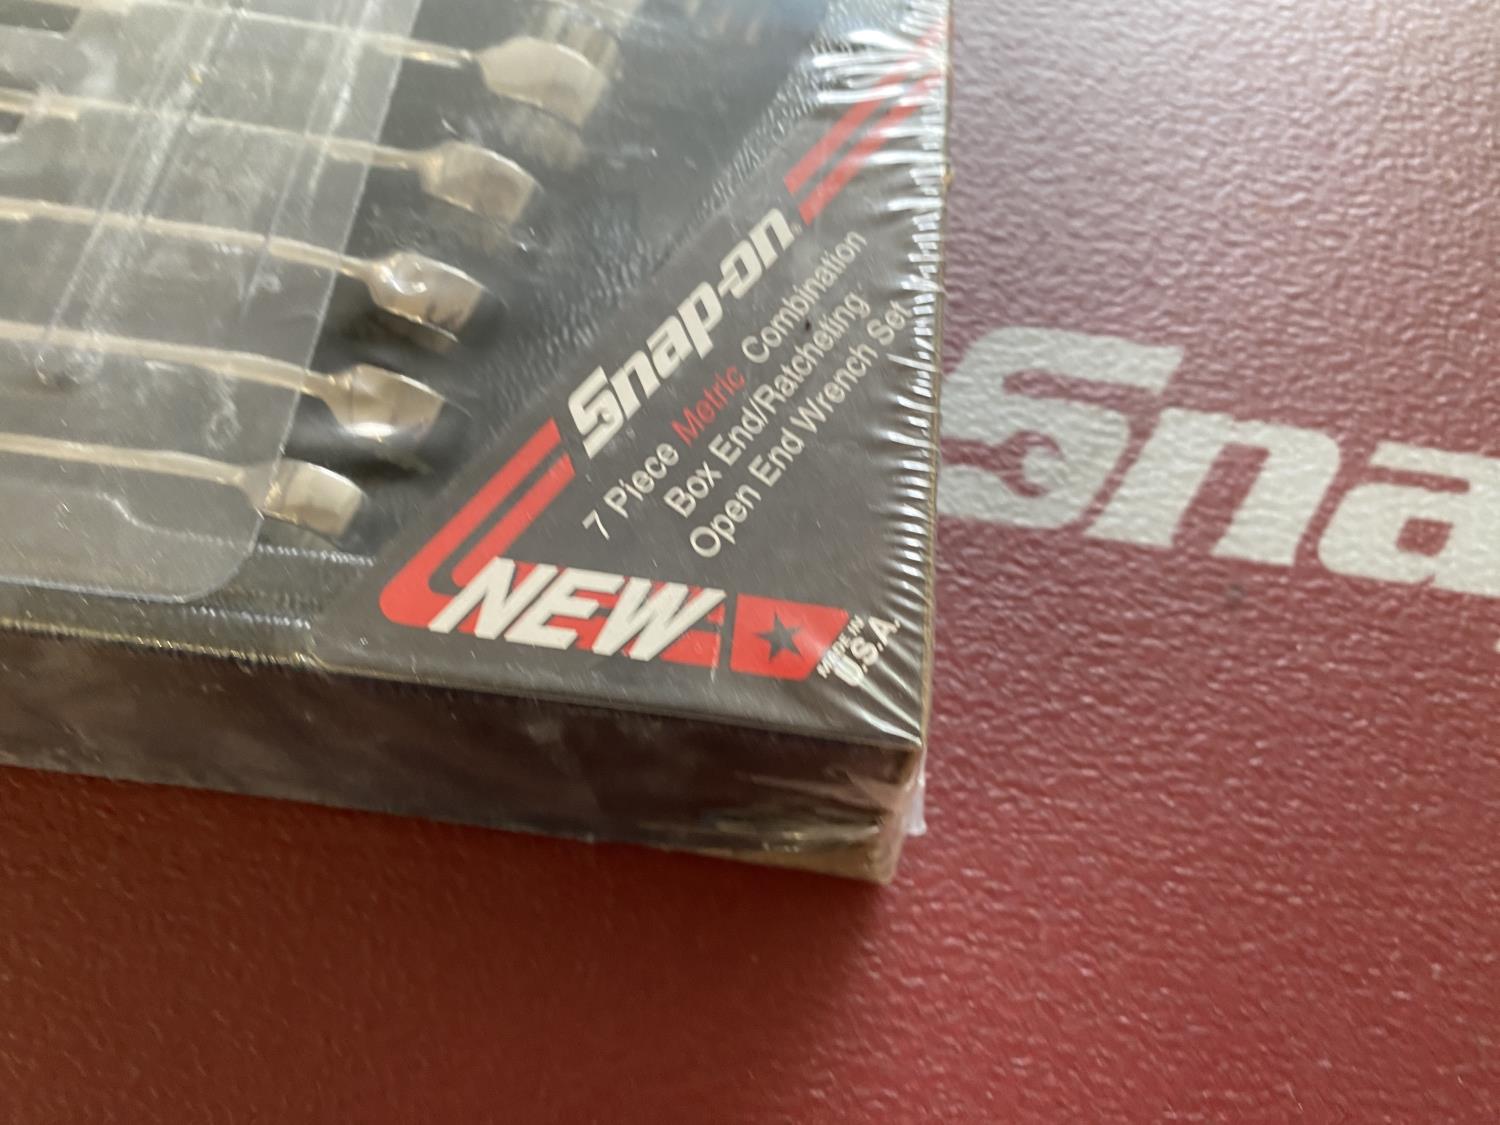 Snap-on
7 Piece Metric Combination
Box End/Ratcheting
Open End Wrench Set
NEW
MADE IN
U.S.A.
Sna